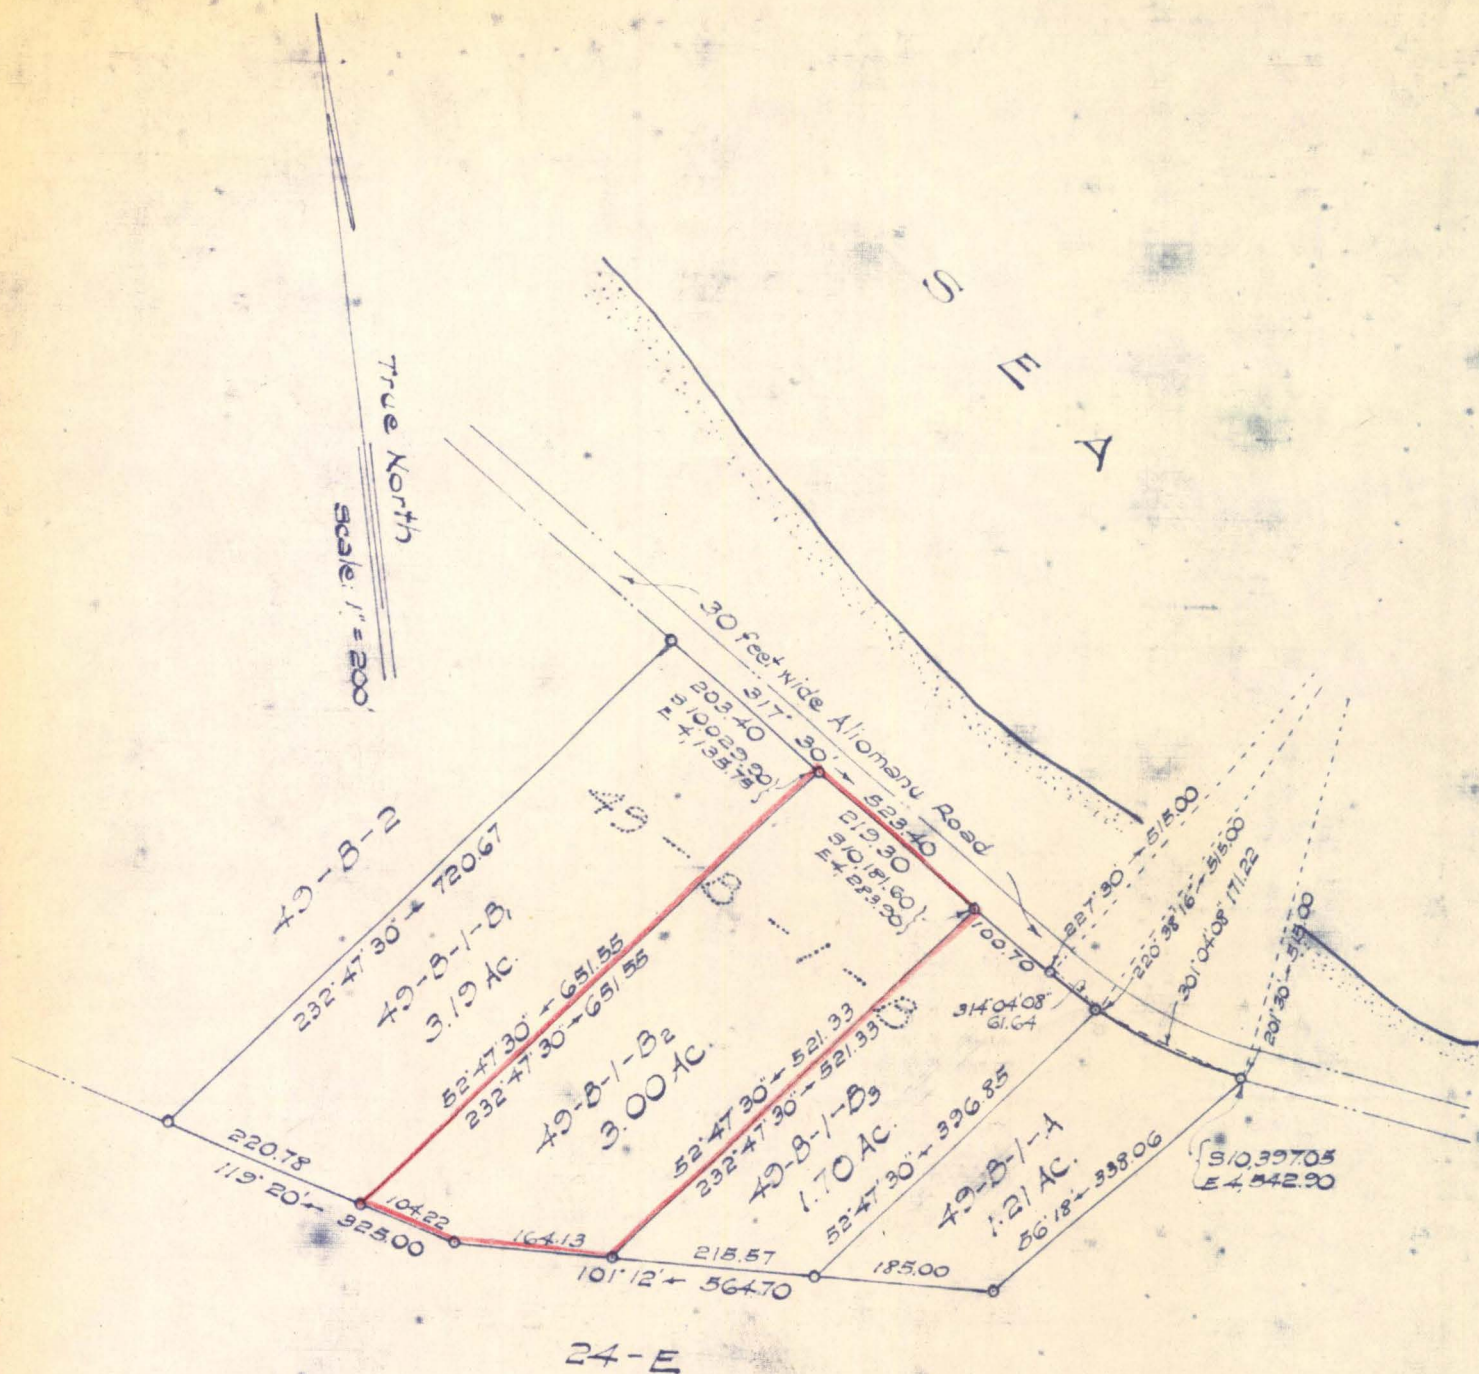 S E A
True North
Scale: 1" = 200'
30 feet wide Aliomanu Road
317° 30' → 523.40
203.40
S 10,029.90
E 4,135.75
219.30
S 10,181.60
E 4,283.90
100.70
227° 30' → 515.00
220° 38' 16" → 515.00
301° 04' 08" 171.22
201° 30' ← 515.00
314° 04' 08"
61.64
49-B-2
232° 47' 30" → 720.67
49-B-1-B₁
3.19 Ac.
49-B-1-B
52° 47' 30" ← 651.55
232° 47' 30" → 651.55
49-B-1-B₂
3.00 Ac.
52° 47' 30" ← 521.33
232° 47' 30" → 521.33
49-B-1-B₃
1.70 Ac.
52° 47' 30" ← 396.85
49-B-1-A
1.21 Ac.
56° 18' ← 338.06
S 10,397.05
E 4,542.90
220.78
104.22
119° 20' ← 325.00
164.13
215.57
185.00
101° 12' ← 564.70
24-E